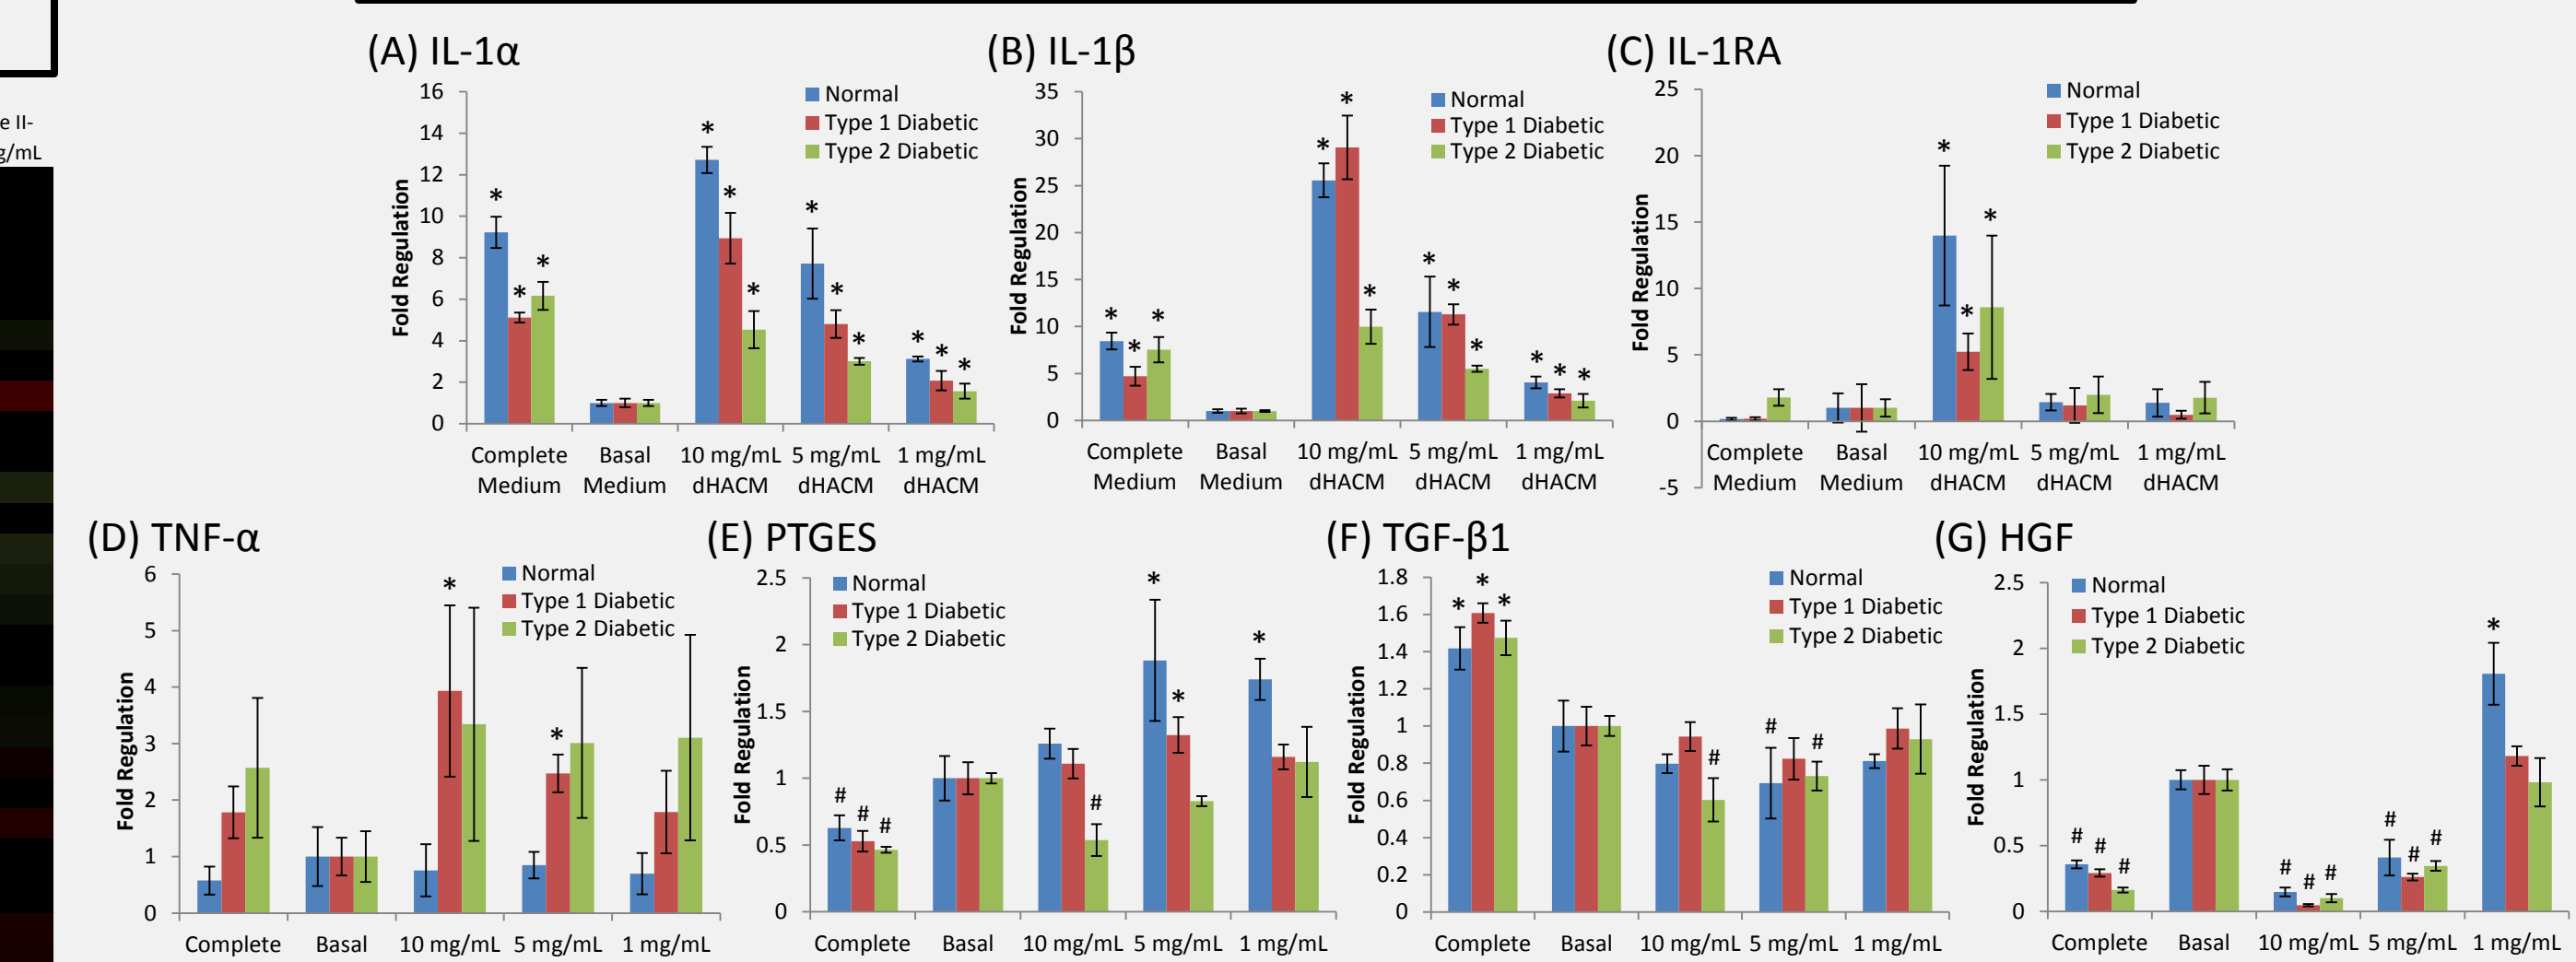 e II-
g/mL
(A) IL-1α
Fold Regulation
16
14
12
10
8
6
4
2
0
Normal
Type 1 Diabetic
Type 2 Diabetic
* * * * * * * * * * * *
Complete Medium
Basal Medium
10 mg/mL dHACM
5 mg/mL dHACM
1 mg/mL dHACM
(B) IL-1β
Fold Regulation
35
30
25
20
15
10
5
0
Normal
Type 1 Diabetic
Type 2 Diabetic
* * * * * * * * * * * *
Complete Medium
Basal Medium
10 mg/mL dHACM
5 mg/mL dHACM
1 mg/mL dHACM
(C) IL-1RA
Fold Regulation
25
20
15
10
5
0
-5
Normal
Type 1 Diabetic
Type 2 Diabetic
* * *
Complete Medium
Basal Medium
10 mg/mL dHACM
5 mg/mL dHACM
1 mg/mL dHACM
(D) TNF-α
Fold Regulation
6
5
4
3
2
1
0
Normal
Type 1 Diabetic
Type 2 Diabetic
* *
Complete
Basal
10 mg/mL
5 mg/mL
1 mg/mL
(E) PTGES
Fold Regulation
2.5
2
1.5
1
0.5
0
Normal
Type 1 Diabetic
Type 2 Diabetic
# # # # * * *
Complete
Basal
10 mg/mL
5 mg/mL
1 mg/mL
(F) TGF-β1
Fold Regulation
1.8
1.6
1.4
1.2
1
0.8
0.6
0.4
0.2
0
Normal
Type 1 Diabetic
Type 2 Diabetic
* * * # # #
Complete
Basal
10 mg/mL
5 mg/mL
1 mg/mL
(G) HGF
Fold Regulation
2.5
2
1.5
1
0.5
0
Normal
Type 1 Diabetic
Type 2 Diabetic
# # # # # # # # # *
Complete
Basal
10 mg/mL
5 mg/mL
1 mg/mL